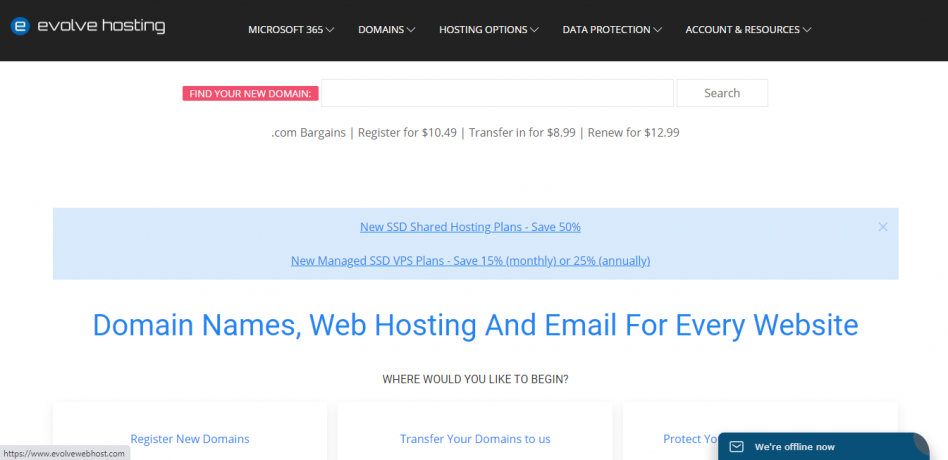 e evolve hosting
MICROSOFT 365 DOMAINS HOSTING OPTIONS DATA PROTECTION ACCOUNT & RESOURCES
FIND YOUR NEW DOMAIN: Search
.com Bargains | Register for $10.49 | Transfer in for $8.99 | Renew for $12.99
New SSD Shared Hosting Plans - Save 50%
New Managed SSD VPS Plans - Save 15% (monthly) or 25% (annually)
Domain Names, Web Hosting And Email For Every Website
WHERE WOULD YOU LIKE TO BEGIN?
Register New Domains Transfer Your Domains to us Protect
https://www.evolvewebhost.com We're offline now